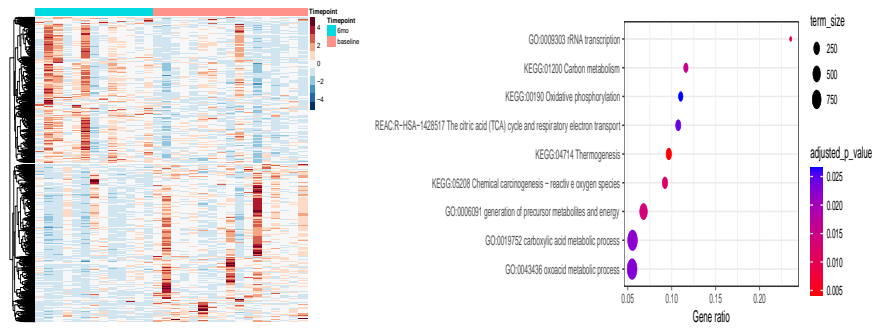 Timepoint
4
2
0
−2
−4
Timepoint
6mo
baseline
GO:0009303 rRNA transcription
KEGG:01200 Carbon metabolism
KEGG:00190 Oxidative phosphorylation
REAC:R−HSA−1428517 The citric acid (TCA) cycle and respiratory electron transport
KEGG:04714 Thermogenesis
KEGG:05208 Chemical carcinogenesis − reactiv e oxygen species
GO:0006091 generation of precursor metabolites and energy
GO:0019752 carboxylic acid metabolic process
GO:0043436 oxoacid metabolic process
0.05 0.10 0.15 0.20
Gene ratio
term_size
250
500
750
adjusted_p_value
0.025
0.020
0.015
0.010
0.005